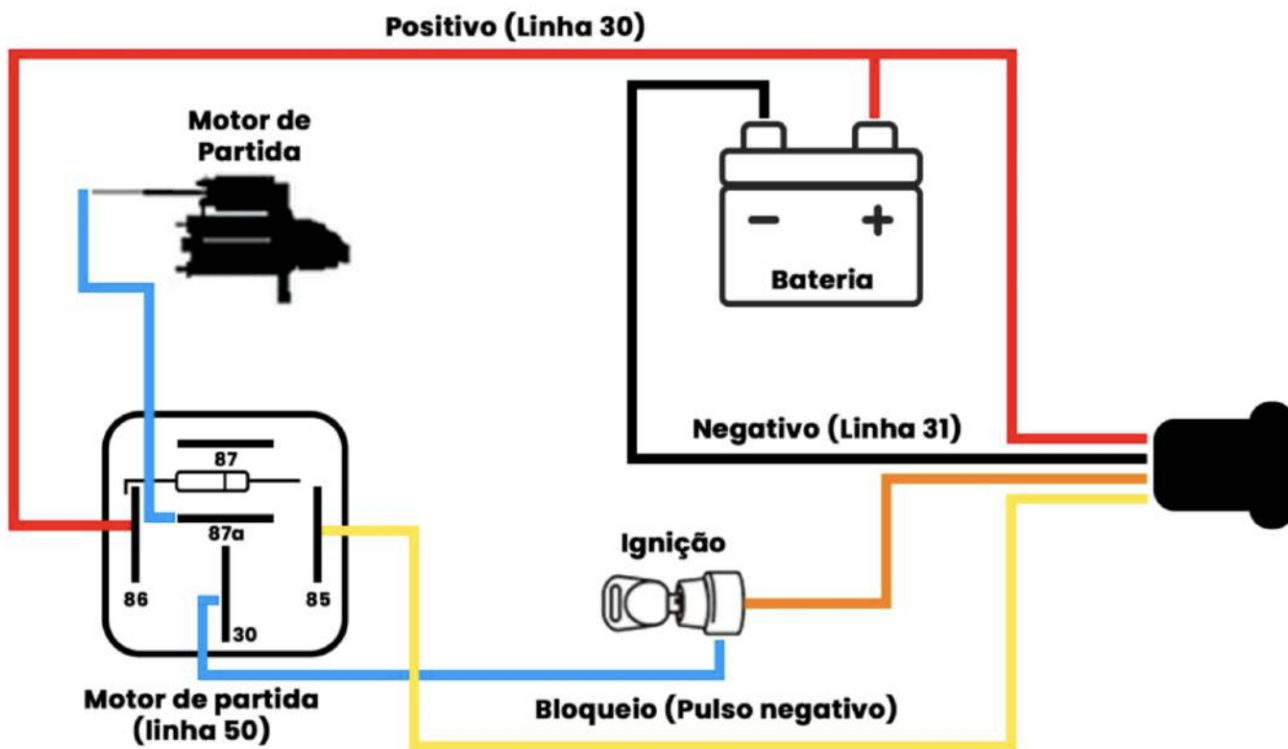 Positivo (Linha 30)
Motor de
Partida
− +
Bateria
Negativo (Linha 31)
87
87a
86
85
30
Ignição
Motor de partida
(linha 50)
Bloqueio (Pulso negativo)